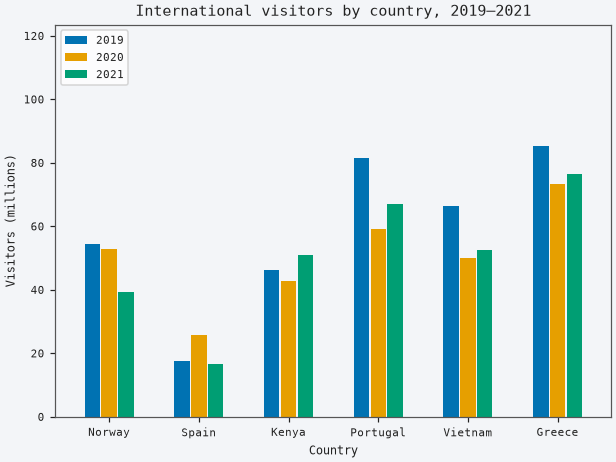 International visitors by country, 2019–2021
2019
2020
2021
120
100
80
60
40
20
0
Visitors (millions)
Norway Spain Kenya Portugal Vietnam Greece
Country